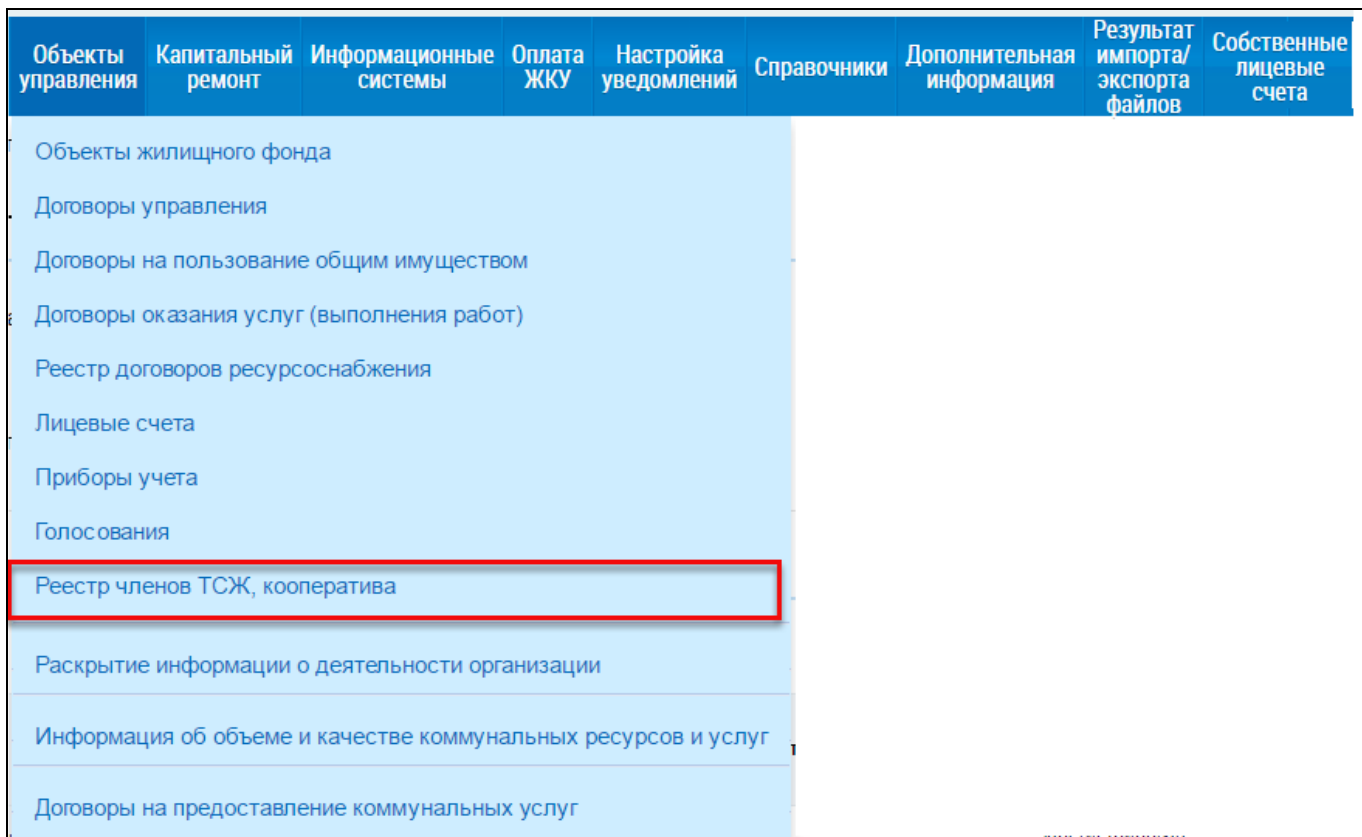 Объекты управления
Капитальный ремонт
Информационные системы
Оплата ЖКУ
Настройка уведомлений
Справочники
Дополнительная информация
Результат импорта/ экспорта файлов
Собственные лицевые счета
Объекты жилищного фонда
Договоры управления
Договоры на пользование общим имуществом
Договоры оказания услуг (выполнения работ)
Реестр договоров ресурсоснабжения
Лицевые счета
Приборы учета
Голосования
Реестр членов ТСЖ, кооператива
Раскрытие информации о деятельности организации
Информация об объеме и качестве коммунальных ресурсов и услуг
Договоры на предоставление коммунальных услуг